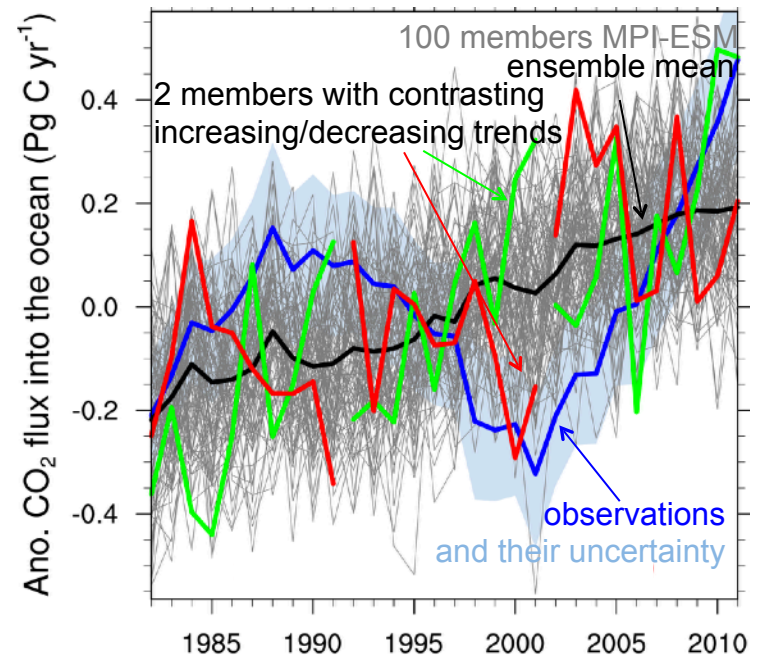 100 members MPI-ESM
ensemble mean
2 members with contrasting
increasing/decreasing trends
observations
and their uncertainty
Ano. CO₂ flux into the ocean (Pg C yr⁻¹)
0.4
0.2
0.0
-0.2
-0.4
1985 1990 1995 2000 2005 2010